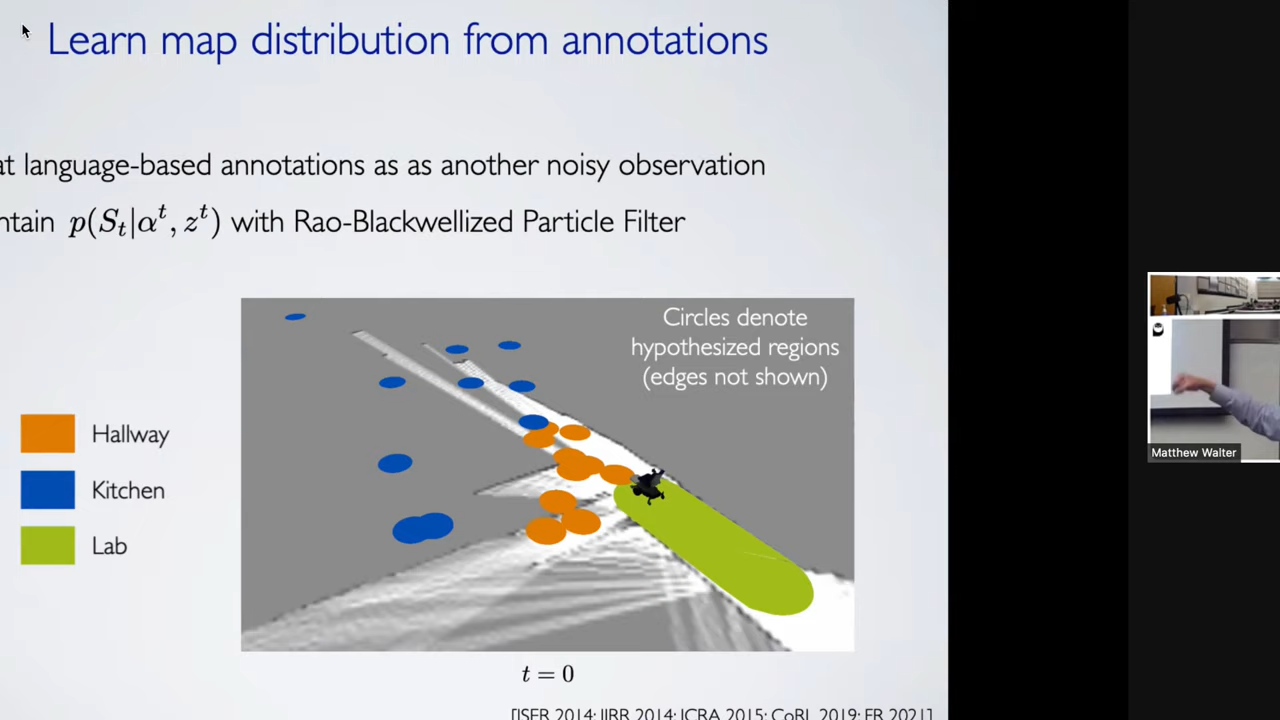 Learn map distribution from annotations
at language-based annotations as as another noisy observation
ntain p(S_t|α^t, z^t) with Rao-Blackwellized Particle Filter
Circles denote
hypothesized regions
(edges not shown)
Hallway
Kitchen
Lab
t = 0
[ISER 2014; IJRR 2014; ICRA 2015; CoRL 2019; FR 2021]
Matthew Walter